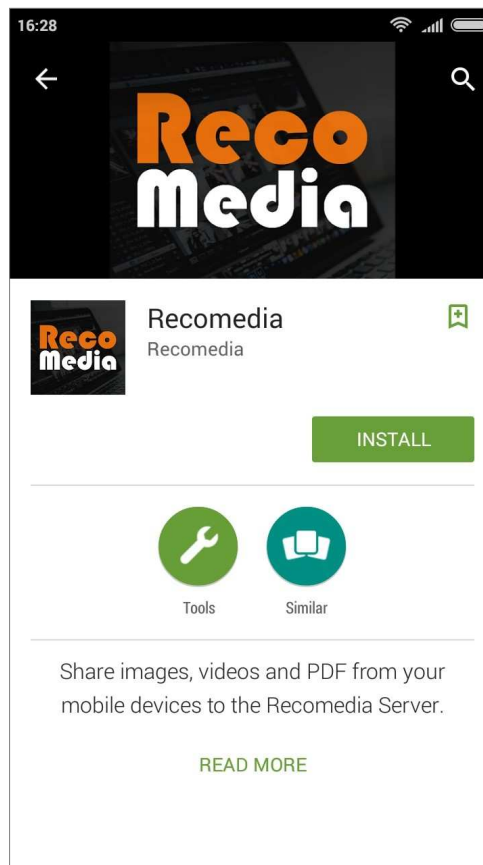 16:28
Reco
Media
Reco
Media
Recomedia
Recomedia
INSTALL
Tools
Similar
Share images, videos and PDF from your
mobile devices to the Recomedia Server.
READ MORE